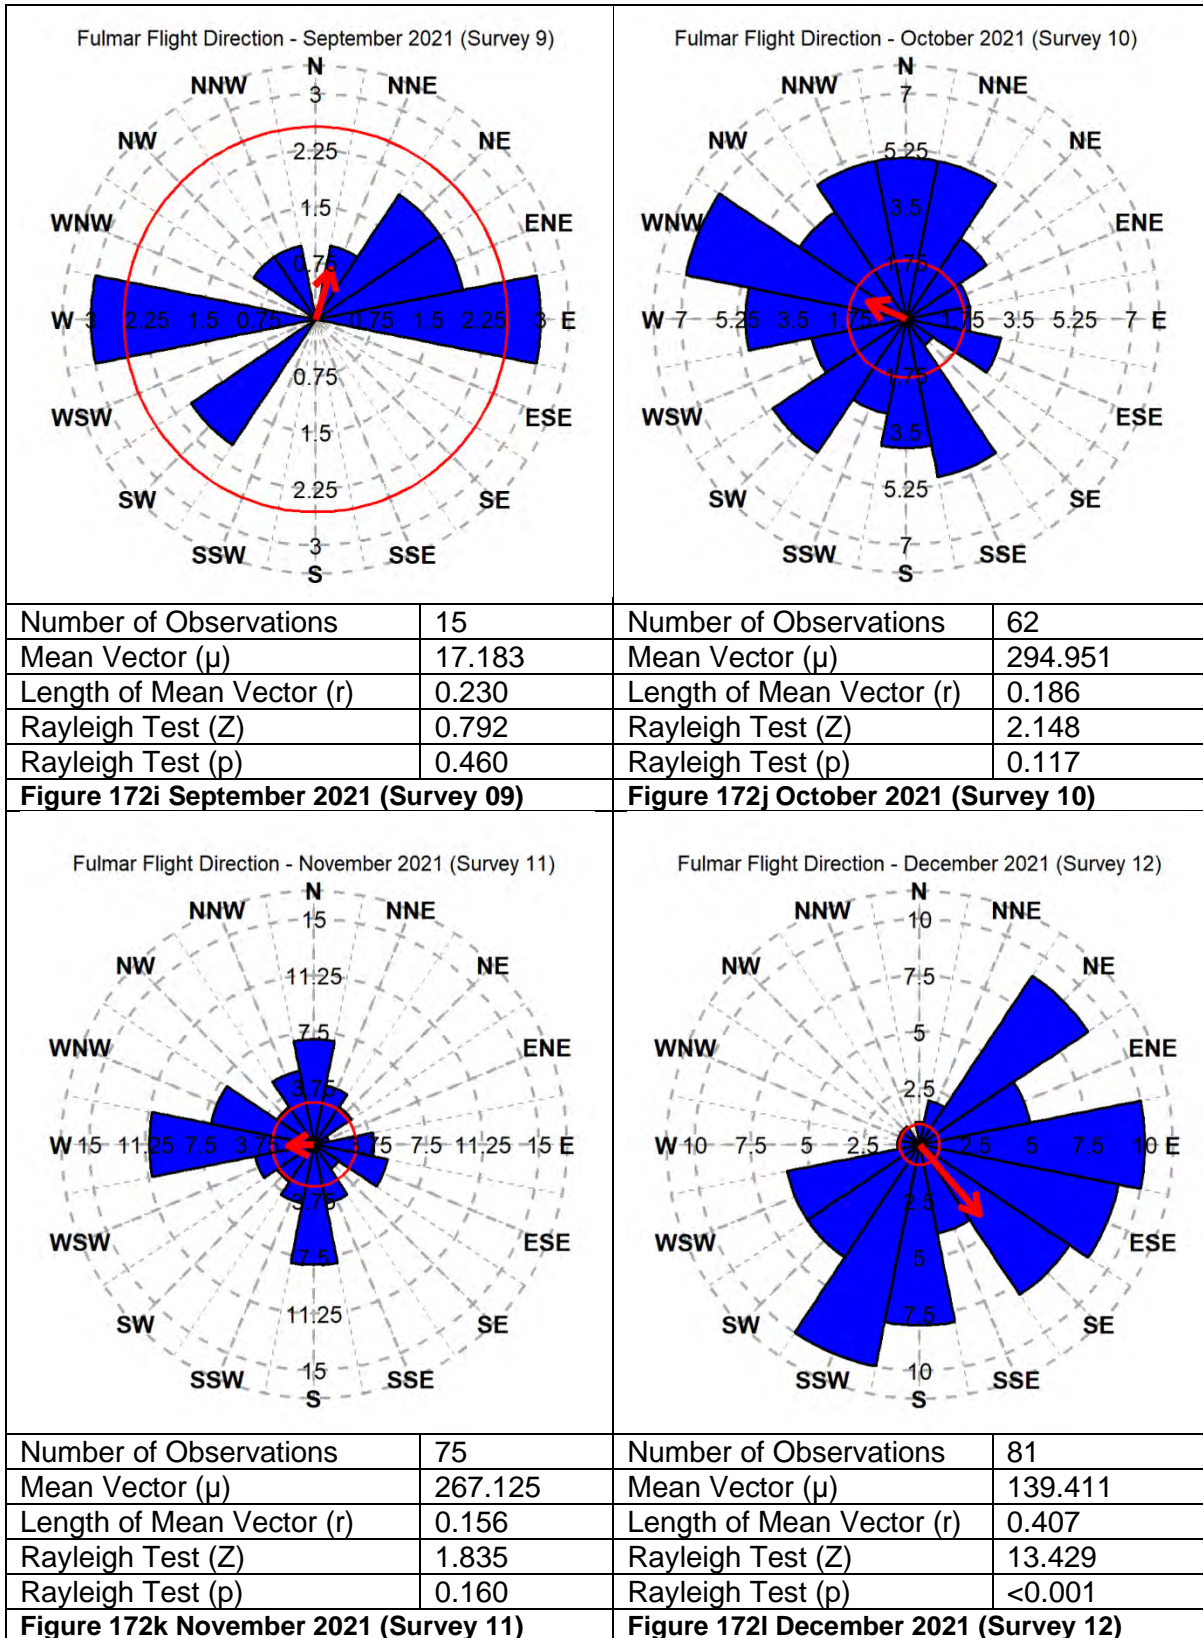 Fulmar Flight Direction - September 2021 (Survey 9)
N
NNW NNE
3
NW NE
2.25
1.5
WNW ENE
0.75
W 3 2.25 1.5 0.75 0.75 1.5 2.25 3 E
0.75
WSW ESE
1.5
SW SE
2.25
3
SSW SSE
S
Number of Observations 15
Mean Vector (µ) 17.183
Length of Mean Vector (r) 0.230
Rayleigh Test (Z) 0.792
Rayleigh Test (p) 0.460
Figure 172i September 2021 (Survey 09)
Fulmar Flight Direction - October 2021 (Survey 10)
N
NNW NNE
7
NW NE
5.25
3.5
WNW ENE
1.75
W 7 5.25 3.5 1.75 1.75 3.5 5.25 7 E
1.75
WSW ESE
3.5
SW SE
5.25
7
SSW SSE
S
Number of Observations 62
Mean Vector (µ) 294.951
Length of Mean Vector (r) 0.186
Rayleigh Test (Z) 2.148
Rayleigh Test (p) 0.117
Figure 172j October 2021 (Survey 10)
Fulmar Flight Direction - November 2021 (Survey 11)
N
NNW NNE
15
NW NE
11.25
7.5
WNW ENE
3.75
W 15 11.25 7.5 3.75 3.75 7.5 11.25 15 E
3.75
WSW ESE
7.5
SW SE
11.25
15
SSW SSE
S
Number of Observations 75
Mean Vector (µ) 267.125
Length of Mean Vector (r) 0.156
Rayleigh Test (Z) 1.835
Rayleigh Test (p) 0.160
Figure 172k November 2021 (Survey 11)
Fulmar Flight Direction - December 2021 (Survey 12)
N
NNW NNE
10
NW NE
7.5
5
WNW ENE
2.5
W 10 7.5 5 2.5 2.5 5 7.5 10 E
2.5
WSW ESE
5
SW SE
7.5
10
SSW SSE
S
Number of Observations 81
Mean Vector (µ) 139.411
Length of Mean Vector (r) 0.407
Rayleigh Test (Z) 13.429
Rayleigh Test (p) <0.001
Figure 172l December 2021 (Survey 12)